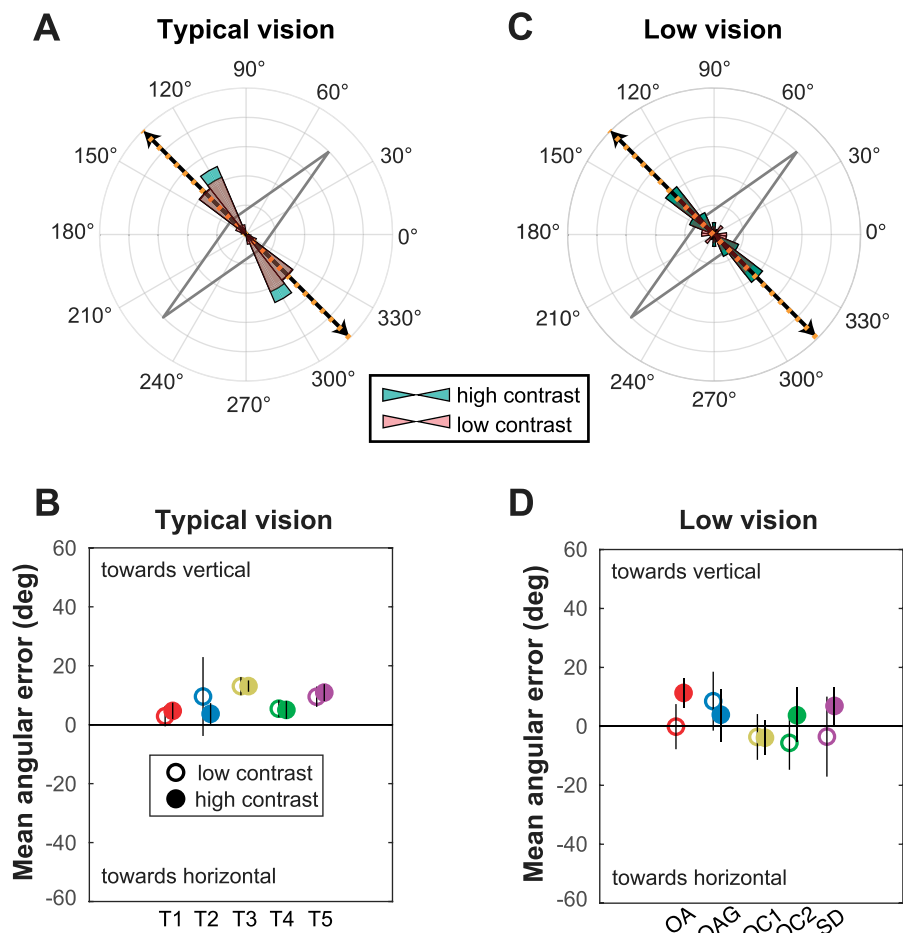 A
Typical vision
90°
120°
60°
150°
30°
180°
0°
210°
330°
240°
300°
270°
C
Low vision
90°
120°
60°
150°
30°
180°
0°
210°
330°
240°
300°
270°
high contrast
low contrast
B
Typical vision
Mean angular error (deg)
60
40
20
0
-20
-40
-60
towards vertical
low contrast
high contrast
towards horizontal
T1 T2 T3 T4 T5
D
Low vision
Mean angular error (deg)
60
40
20
0
-20
-40
-60
towards vertical
towards horizontal
OA OAG OC1 OC2 SD